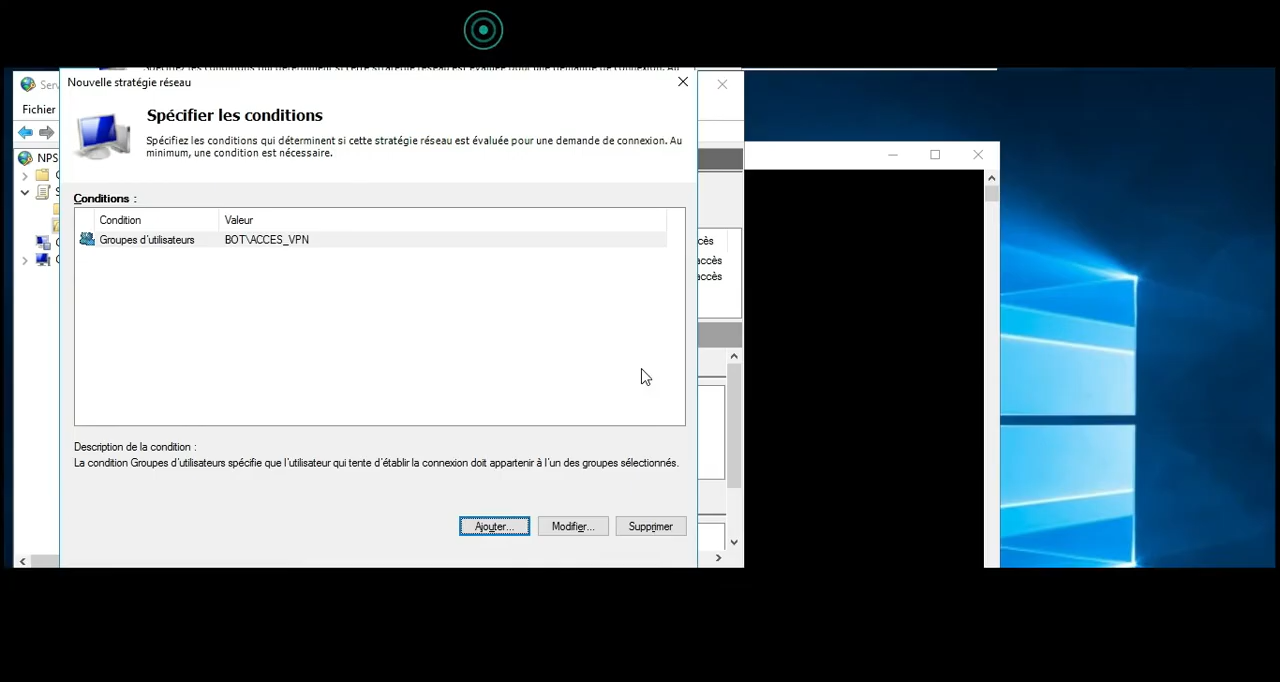 Nouvelle stratégie réseau
Serv
Fichier
Spécifier les conditions
Spécifiez les conditions qui déterminent si cette stratégie réseau est évaluée pour une demande de connexion. Au
minimum, une condition est nécessaire.
NPS
Conditions :
Condition Valeur
Groupes d'utilisateurs BOT\ACCES_VPN
cès
accès
accès
Description de la condition :
La condition Groupes d'utilisateurs spécifie que l'utilisateur qui tente d'établir la connexion doit appartenir à l'un des groupes sélectionnés.
Ajouter... Modifier... Supprimer